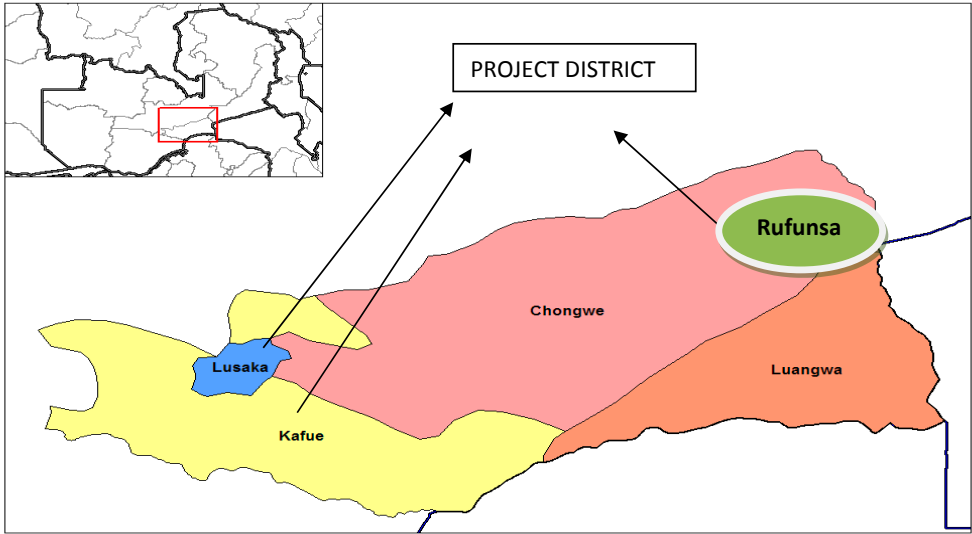 PROJECT DISTRICT
Rufunsa
Chongwe
Lusaka
Luangwa
Kafue